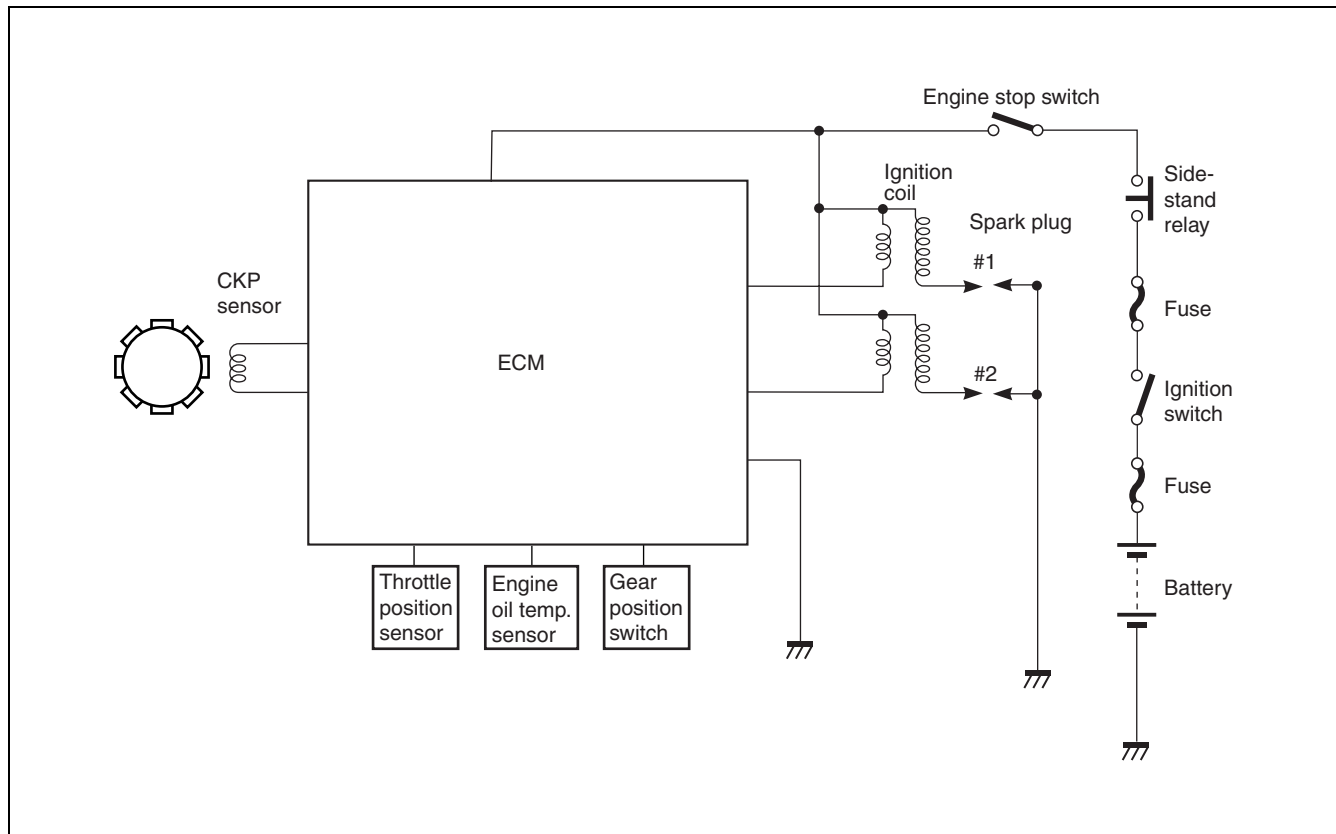 Engine stop switch
Ignition
coil
Side-
stand
relay
Spark plug
#1
CKP
sensor
Fuse
ECM
#2
Ignition
switch
Fuse
Throttle
position
sensor
Engine
oil temp.
sensor
Gear
position
switch
Battery